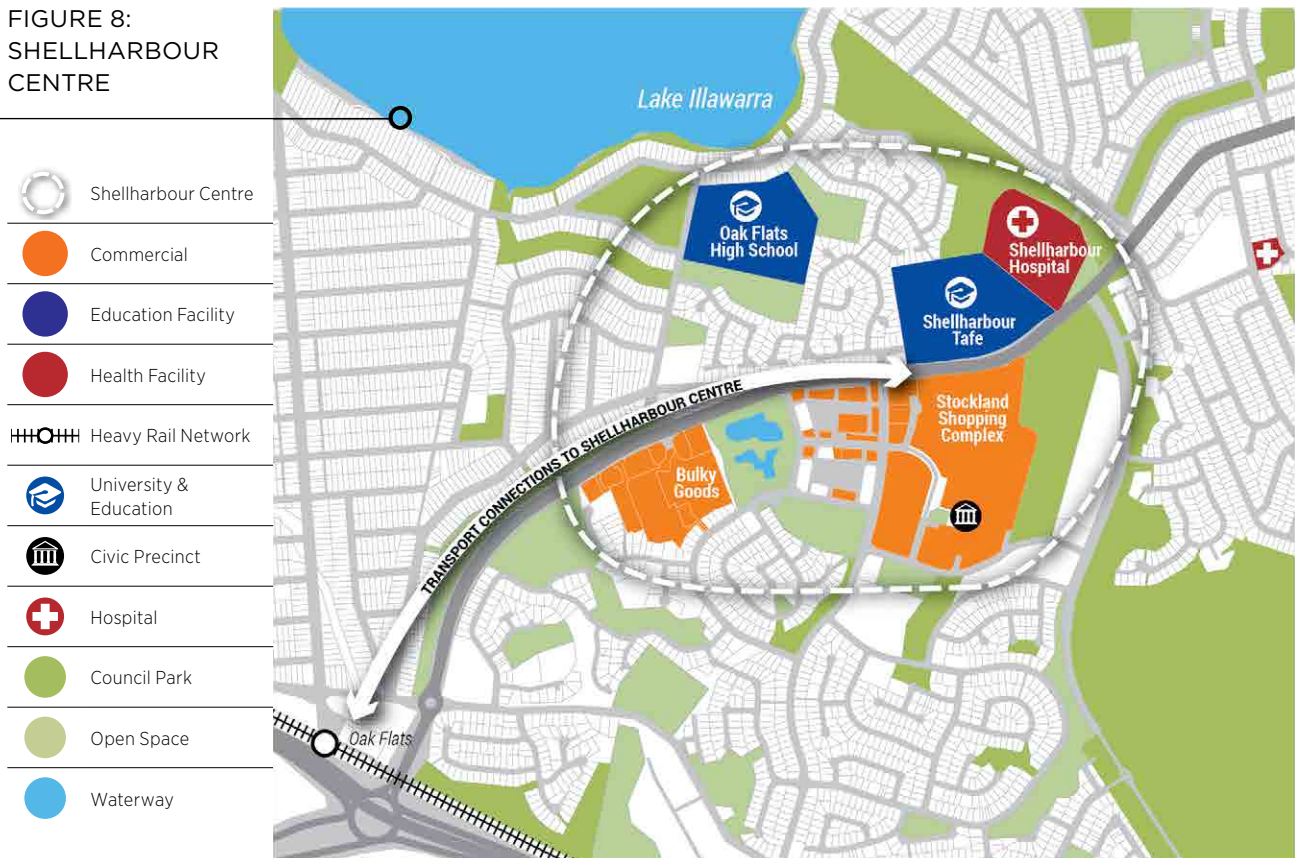 FIGURE 8:
SHELLHARBOUR
CENTRE
Shellharbour Centre
Commercial
Education Facility
Health Facility
Heavy Rail Network
University &
Education
Civic Precinct
Hospital
Council Park
Open Space
Waterway
Lake Illawarra
Oak Flats
High School
Shellharbour
Hospital
Shellharbour
Tafe
TRANSPORT CONNECTIONS TO SHELLHARBOUR CENTRE
Stockland
Shopping
Complex
Bulky
Goods
Oak Flats